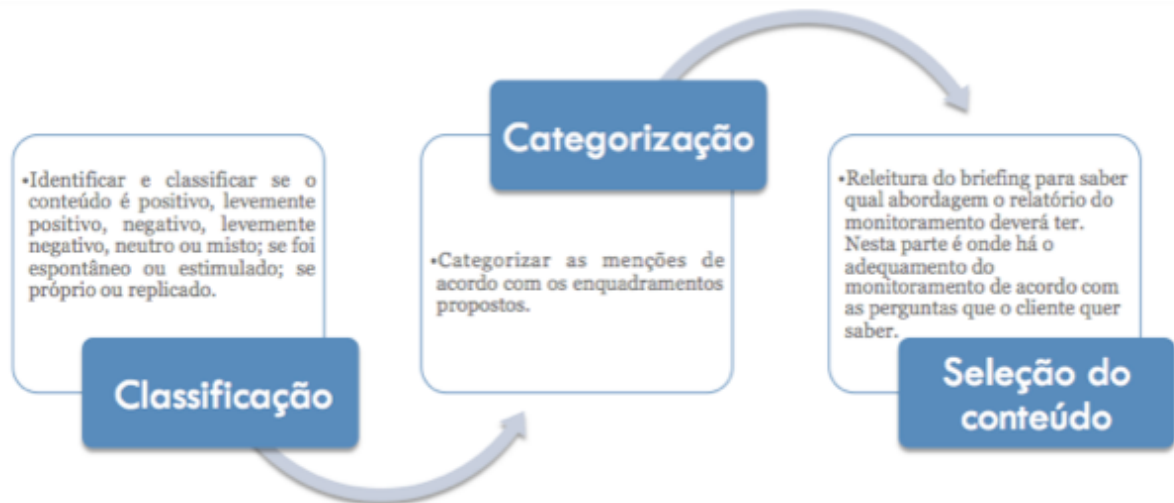 •Identificar e classificar se o
conteúdo é positivo, levemente
positivo, negativo, levemente
negativo, neutro ou misto; se foi
espontâneo ou estimulado; se
próprio ou replicado.
Classificação
Categorização
•Categorizar as menções de
acordo com os enquadramentos
propostos.
•Releitura do briefing para saber
qual abordagem o relatório do
monitoramento deverá ter.
Nesta parte é onde há o
adequamento do
monitoramento de acordo com
as perguntas que o cliente quer
saber.
Seleção do
conteúdo